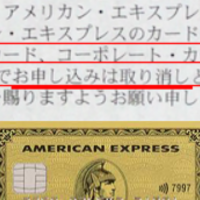 アメリカン・エキスプレ
ン・エキスプレスのカード
ード、コーポレート・カ
でお申し込みは取り消しと
賜りますようお願い申し
AMERICAN EXPRESS
7997